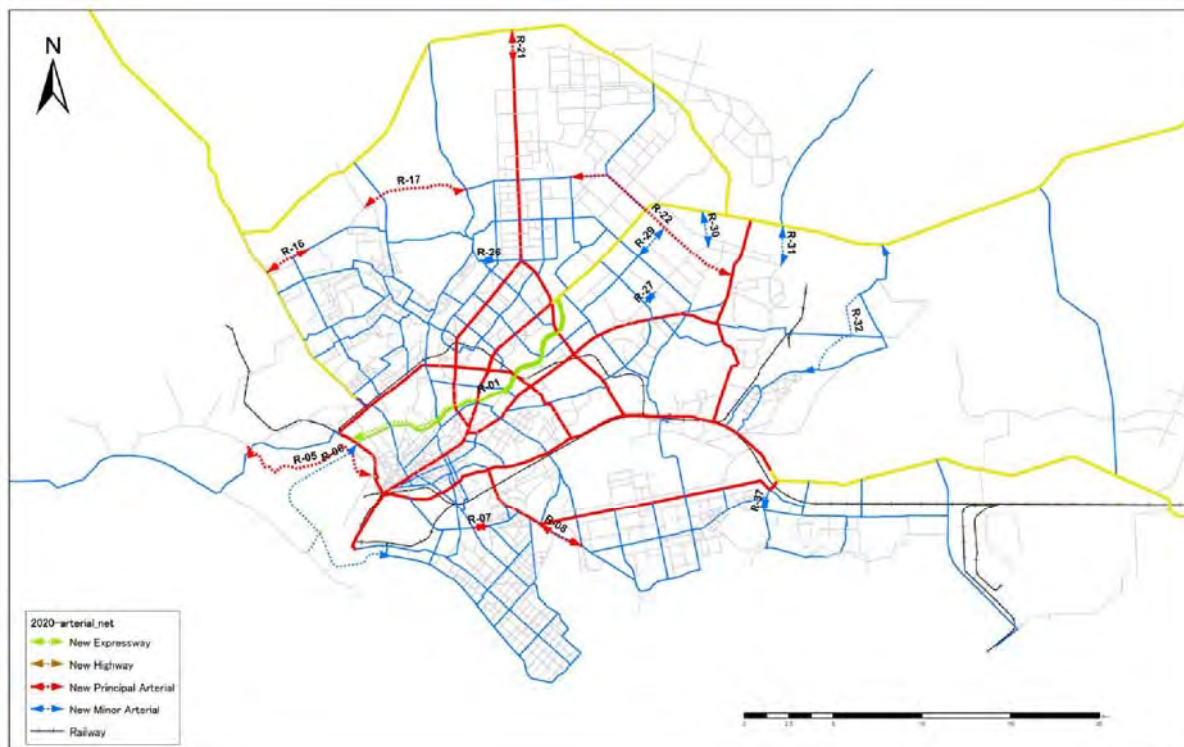 N
R-21
R-17
R-16
R-22
R-30
R-29
R-31
R-26
R-27
R-32
R-01
R-05
R-06
R-07
R-08
R-37
2020-arterial_net
New Expressway
New Highway
New Principal Arterial
New Minor Arterial
Railway
0